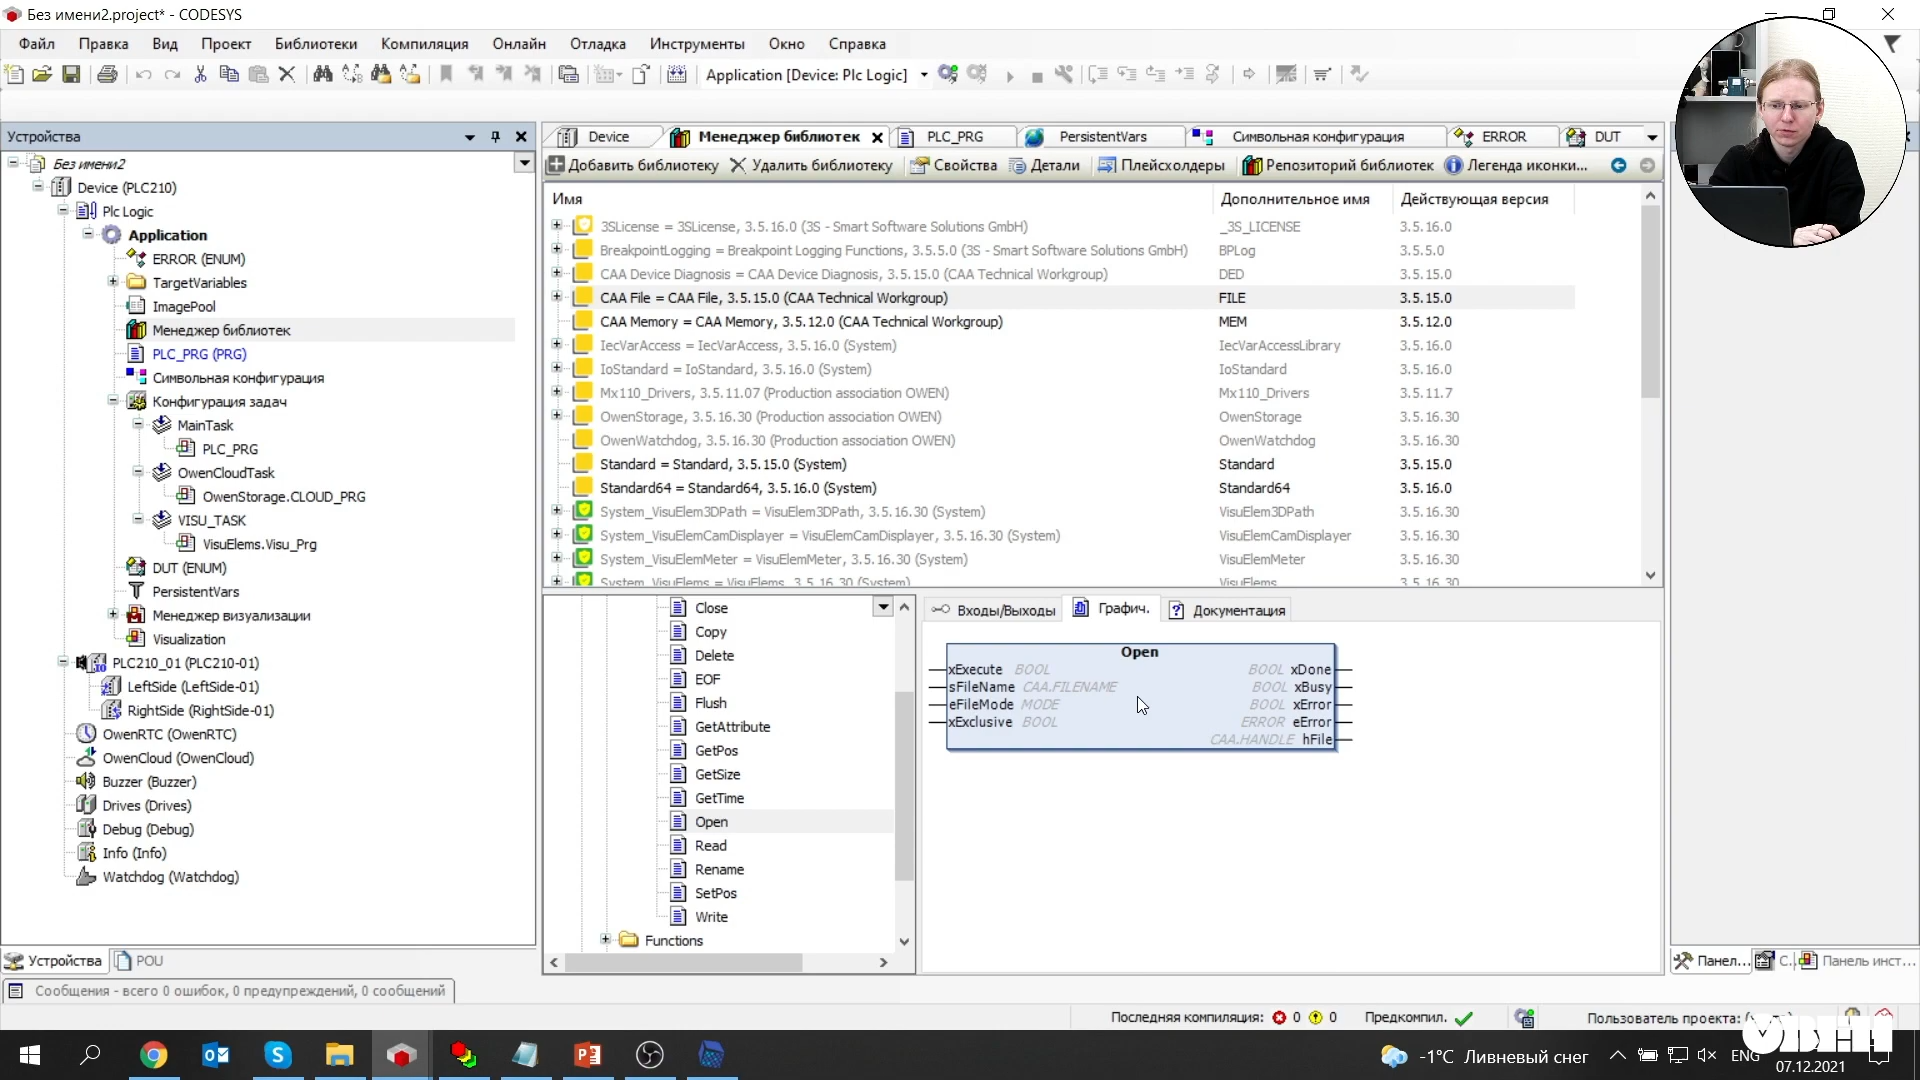 Без имени2.project* - CODESYS
Файл Правка Вид Проект Библиотеки Компиляция Онлайн Отладка Инструменты Окно Справка
Application [Device: Plc Logic]
Устройства
Без имени2
Device (PLC210)
Plc Logic
Application
ERROR (ENUM)
TargetVariables
ImagePool
Менеджер библиотек
PLC_PRG (PRG)
Символьная конфигурация
Конфигурация задач
MainTask
PLC_PRG
OwenCloudTask
OwenStorage.CLOUD_PRG
VISU_TASK
VisuElems.Visu_Prg
DUT (ENUM)
PersistentVars
Менеджер визуализации
Visualization
PLC210_01 (PLC210-01)
LeftSide (LeftSide-01)
RightSide (RightSide-01)
OwenRTC (OwenRTC)
OwenCloud (OwenCloud)
Buzzer (Buzzer)
Drives (Drives)
Debug (Debug)
Info (Info)
Watchdog (Watchdog)
Устройства POU
Device Менеджер библиотек PLC_PRG PersistentVars Символьная конфигурация ERROR DUT
Добавить библиотеку Удалить библиотеку Свойства Детали Плейсхолдеры Репозиторий библиотек Легенда иконки...
Имя Дополнительное имя Действующая версия
3SLicense = 3SLicense, 3.5.16.0 (3S - Smart Software Solutions GmbH) _3S_LICENSE 3.5.16.0
BreakpointLogging = Breakpoint Logging Functions, 3.5.5.0 (3S - Smart Software Solutions GmbH) BPLog 3.5.5.0
CAA Device Diagnosis = CAA Device Diagnosis, 3.5.15.0 (CAA Technical Workgroup) DED 3.5.15.0
CAA File = CAA File, 3.5.15.0 (CAA Technical Workgroup) FILE 3.5.15.0
CAA Memory = CAA Memory, 3.5.12.0 (CAA Technical Workgroup) MEM 3.5.12.0
IecVarAccess = IecVarAccess, 3.5.16.0 (System) IecVarAccessLibrary 3.5.16.0
IoStandard = IoStandard, 3.5.16.0 (System) IoStandard 3.5.16.0
Mx110_Drivers, 3.5.11.07 (Production association OWEN) Mx110_Drivers 3.5.11.7
OwenStorage, 3.5.16.30 (Production association OWEN) OwenStorage 3.5.16.30
OwenWatchdog, 3.5.16.30 (Production association OWEN) OwenWatchdog 3.5.16.30
Standard = Standard, 3.5.15.0 (System) Standard 3.5.15.0
Standard64 = Standard64, 3.5.16.0 (System) Standard64 3.5.16.0
System_VisuElem3DPath = VisuElem3DPath, 3.5.16.30 (System) VisuElem3DPath 3.5.16.30
System_VisuElemCamDisplayer = VisuElemCamDisplayer, 3.5.16.30 (System) VisuElemCamDisplayer 3.5.16.30
System_VisuElemMeter = VisuElemMeter, 3.5.16.30 (System) VisuElemMeter 3.5.16.30
System_VisuElems = VisuElems, 3.5.16.30 (System) VisuElems 3.5.16.30
Close
Copy
Delete
EOF
Flush
GetAttribute
GetPos
GetSize
GetTime
Open
Read
Rename
SetPos
Write
Functions
Входы/Выходы Графич. Документация
Open
xExecute BOOL BOOL xDone
sFileName CAA.FILENAME BOOL xBusy
eFileMode MODE BOOL xError
xExclusive BOOL ERROR eError
CAA.HANDLE hFile
Панел... С.. Панель инст...
Сообщения - всего 0 ошибок, 0 предупреждений, 0 сообщений
Последняя компиляция: 0 0 Предкомпил. Пользователь проекта:
-1°C Ливневый снег ENG
07.12.2021